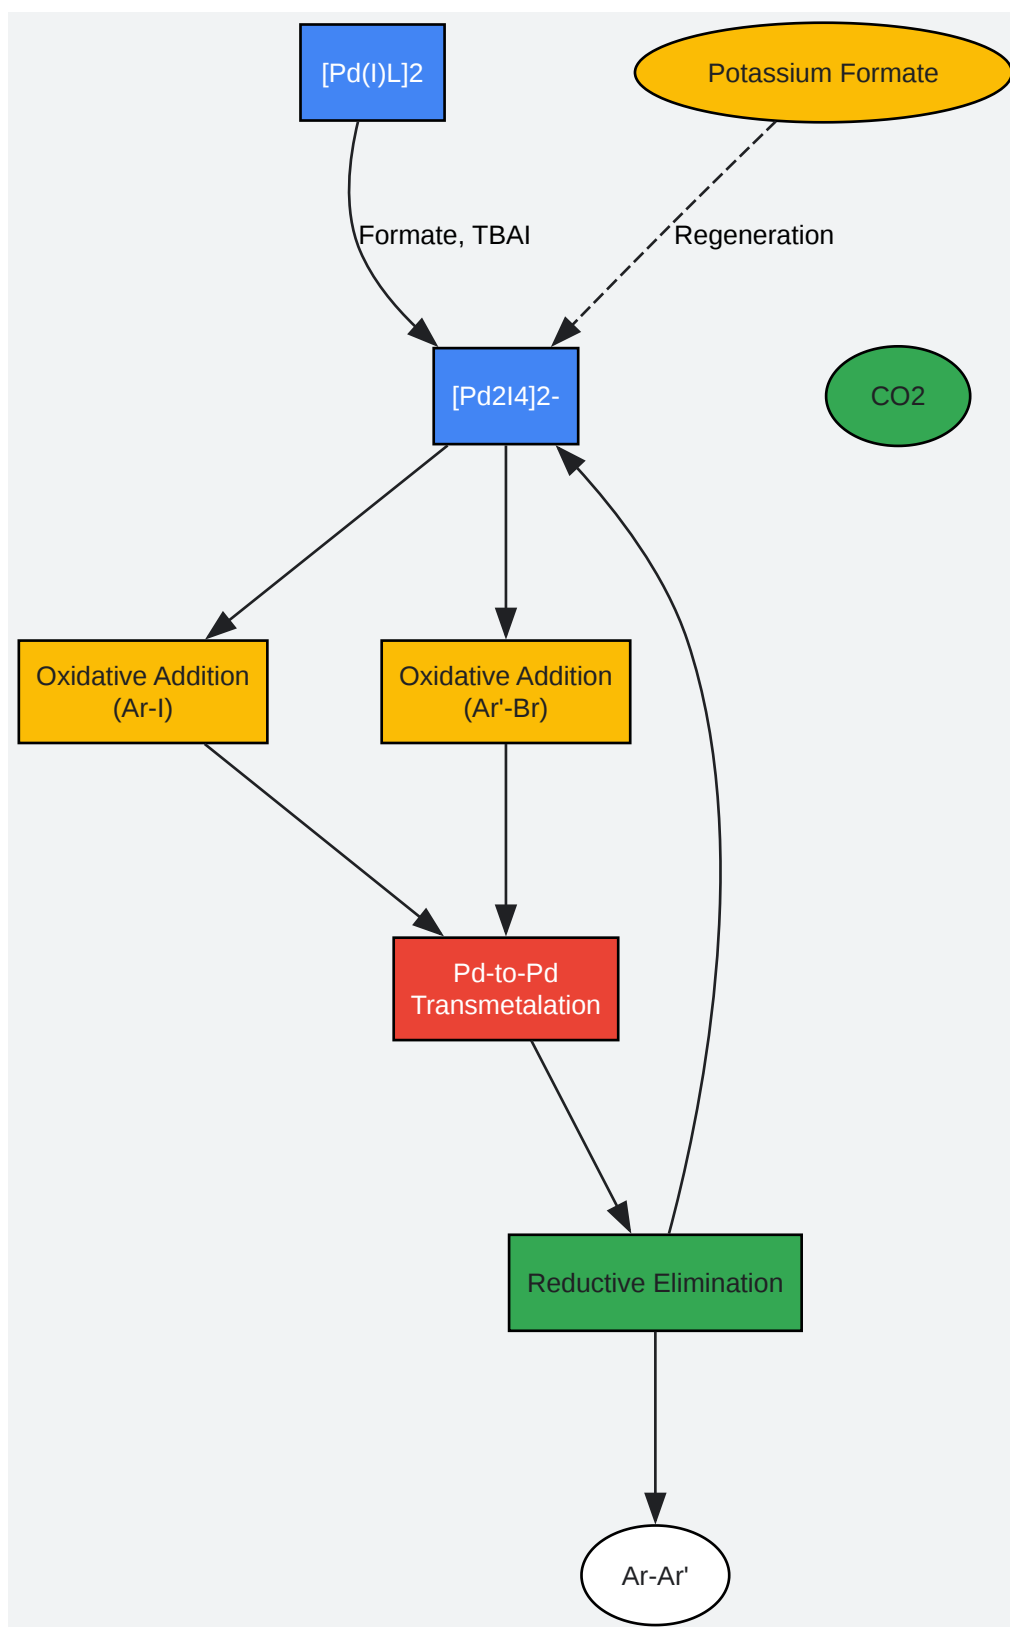 [Pd(I)L]2
Potassium Formate
Formate, TBAI
Regeneration
[Pd2I4]2-
CO2
Oxidative Addition
(Ar-I)
Oxidative Addition
(Ar'-Br)
Pd-to-Pd
Transmetalation
Reductive Elimination
Ar-Ar'